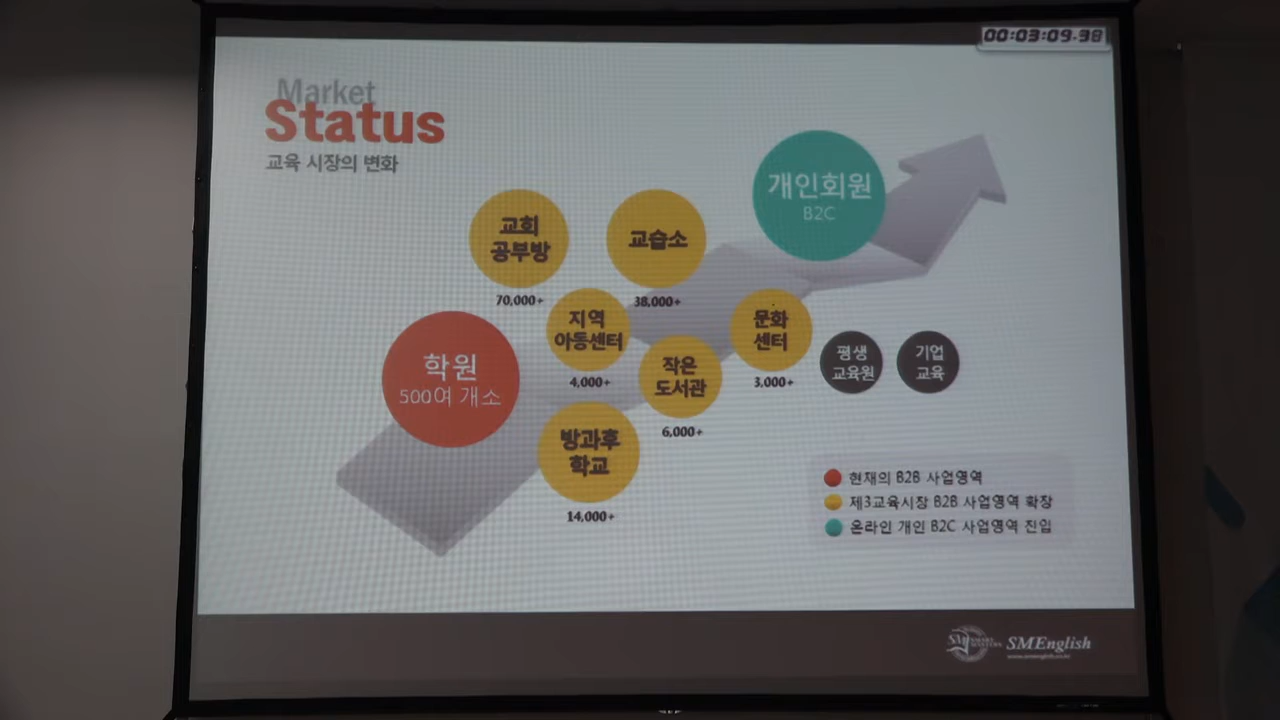 00:03:09.38
Market
Status
교육 시장의 변화
개인회원
B2C
교회
공부방
70,000+
교습소
38,000+
지역
아동센터
4,000+
문화
센터
3,000+
학원
500여 개소
작은
도서관
6,000+
평생
교육원
기업
교육
방과후
학교
14,000+
현재의 B2B 사업영역
제3교육시장 B2B 사업영역 확장
온라인 개인 B2C 사업영역 진입
SMEnglish
www.smenglish.co.kr